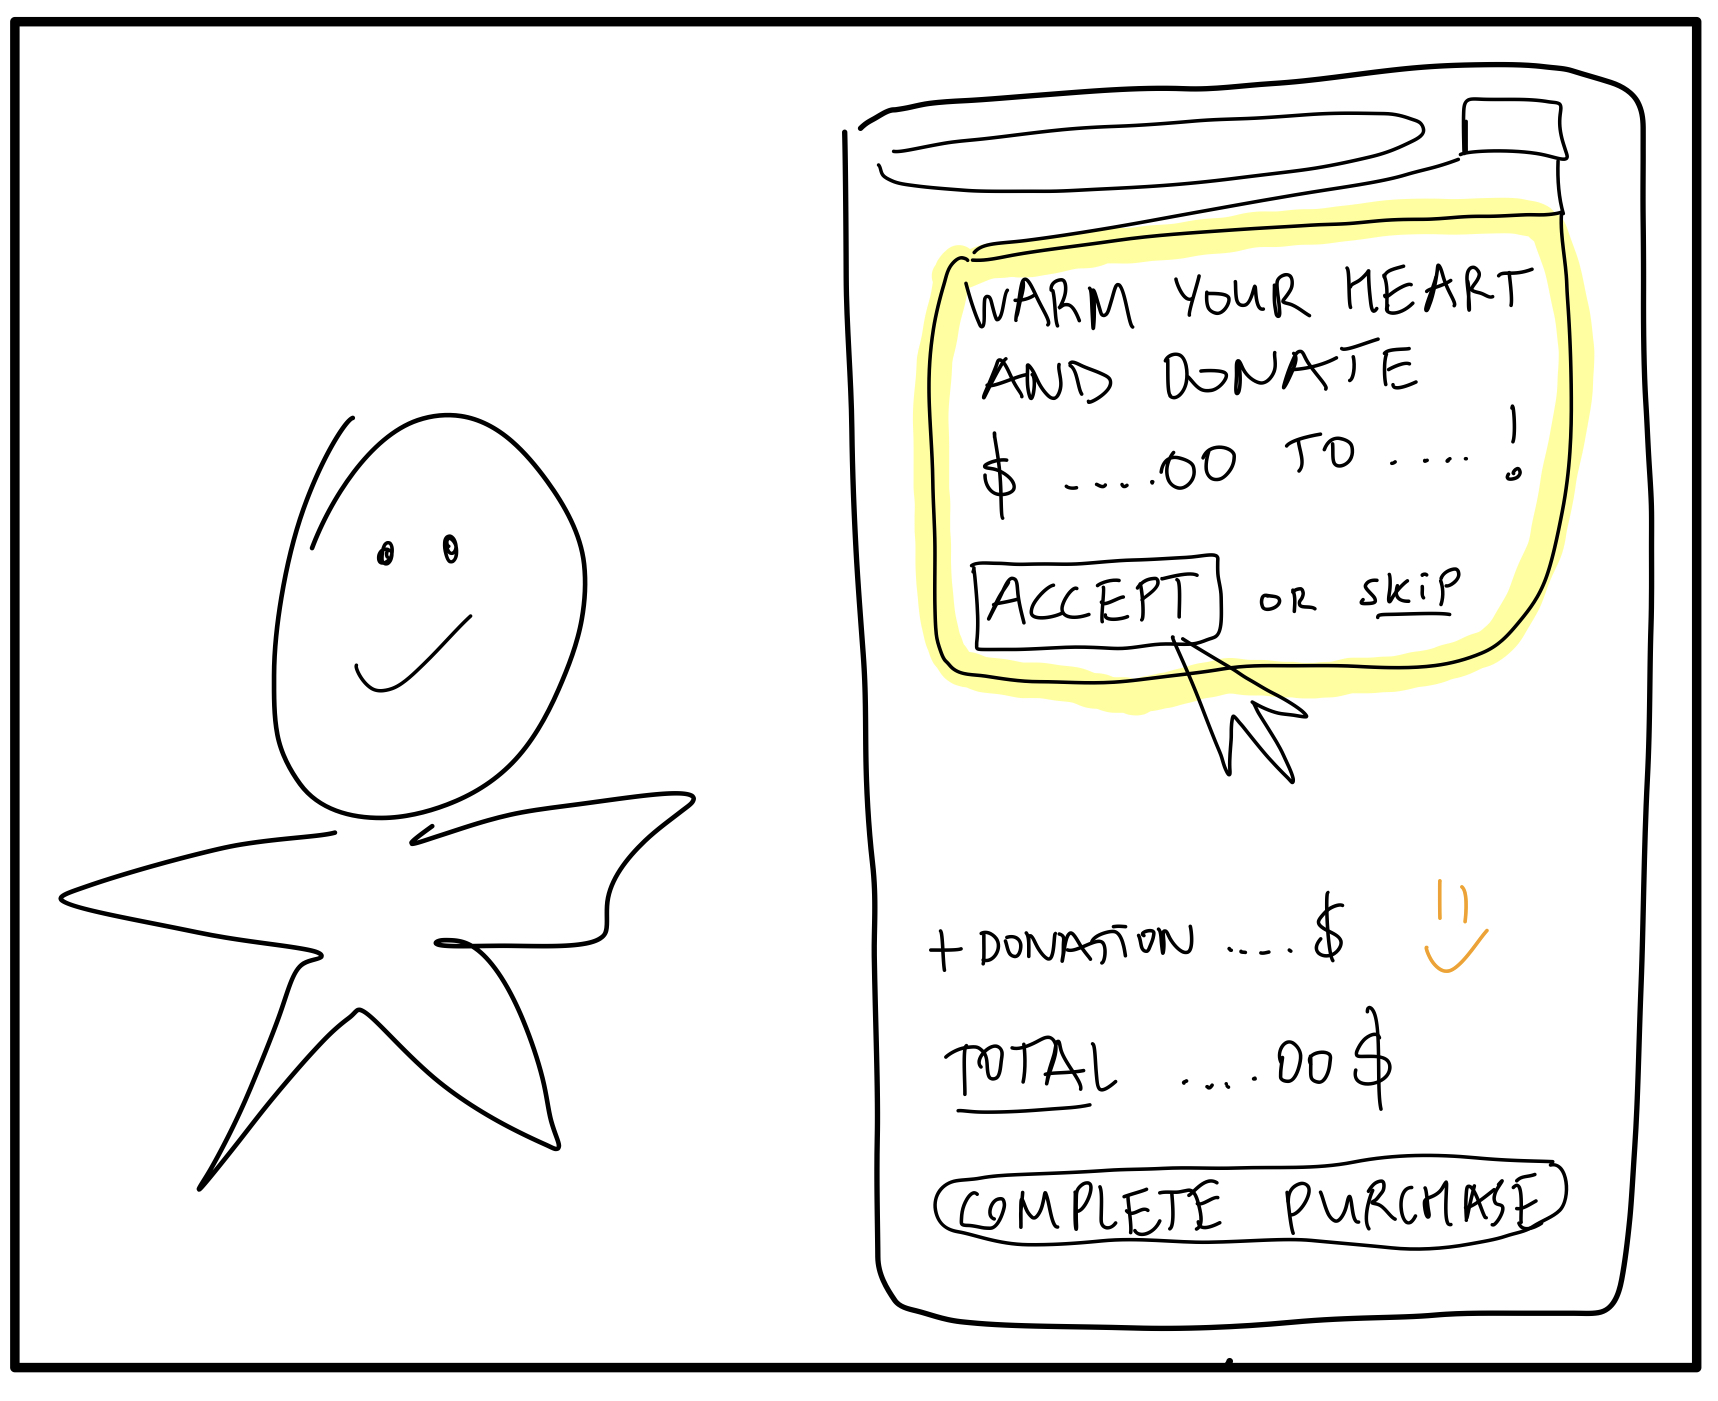 WARM YOUR HEART
AND DONATE
$ .....00 TO ....!
ACCEPT OR SKIP
+ DONATION ....$
TOTAL .....00$
COMPLETE PURCHASE